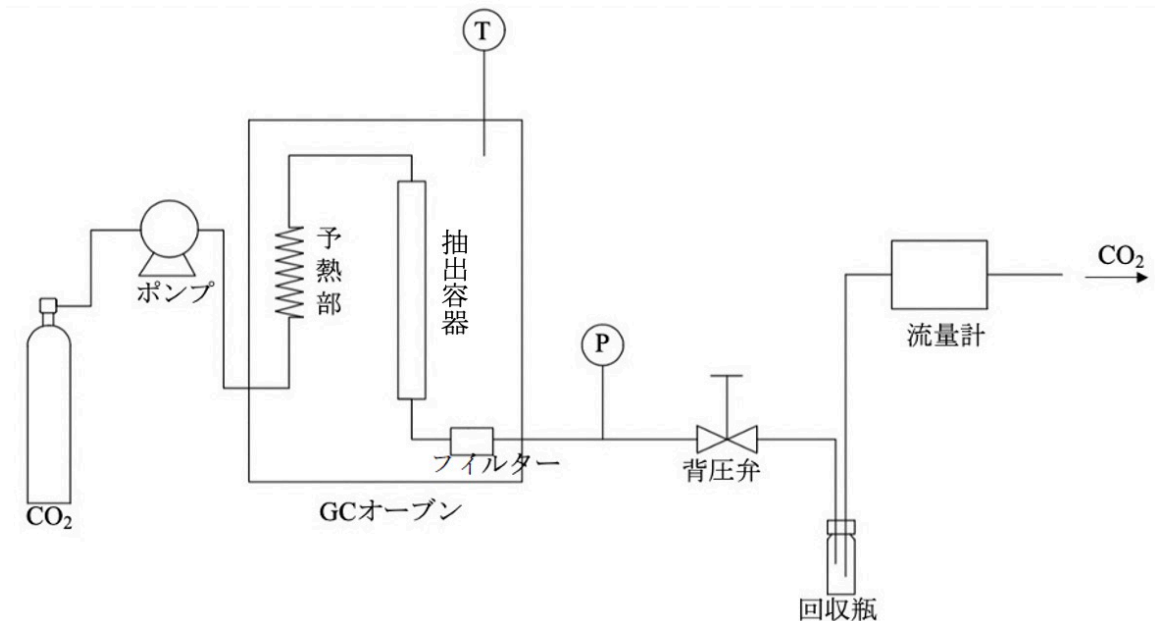 T
ポンプ
予熱部
抽出容器
フィルター
GCオーブン
CO₂
P
背圧弁
回収瓶
流量計
CO₂